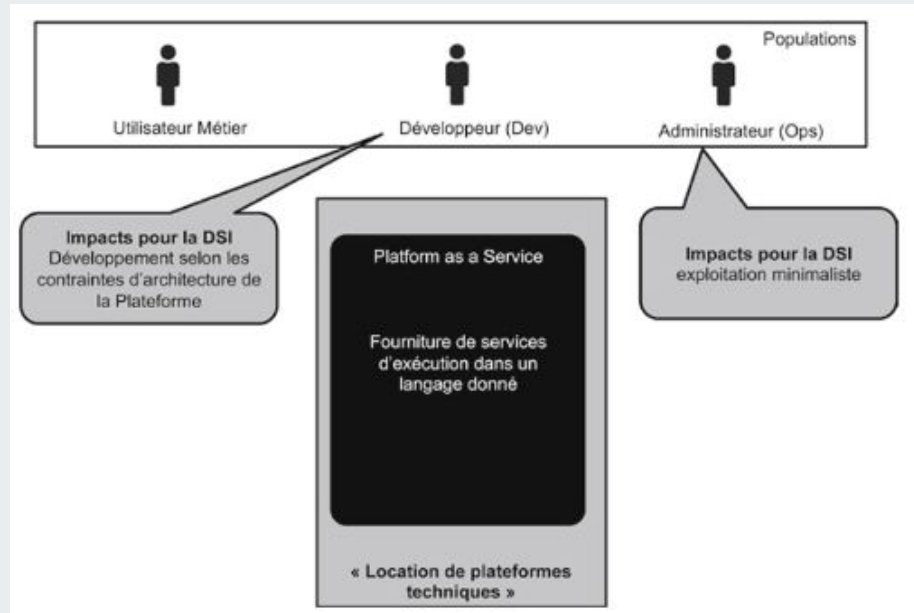 Populations
Utilisateur Métier
Développeur (Dev)
Administrateur (Ops)
Impacts pour la DSI
Développement selon les
contraintes d'architecture de
la Plateforme
Platform as a Service
Fourniture de services
d'exécution dans un
langage donné
Impacts pour la DSI
exploitation minimaliste
« Location de plateformes
techniques »